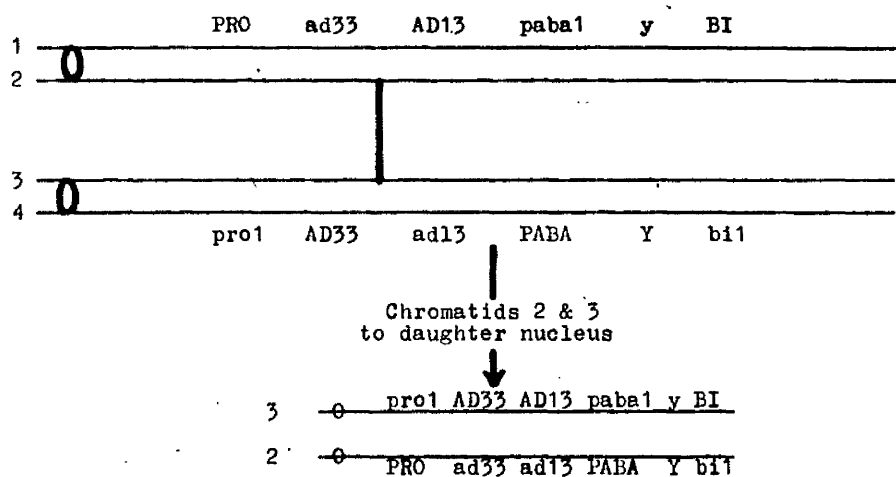 PRO ad33 AD13 paba1 y BI
1
2
3
4
pro1 AD33 ad13 PABA Y bi1
Chromatids 2 & 3
to daughter nucleus
3 pro1 AD33 AD13 paba1 y BI
2 PRO ad33 ad13 PABA Y bi1